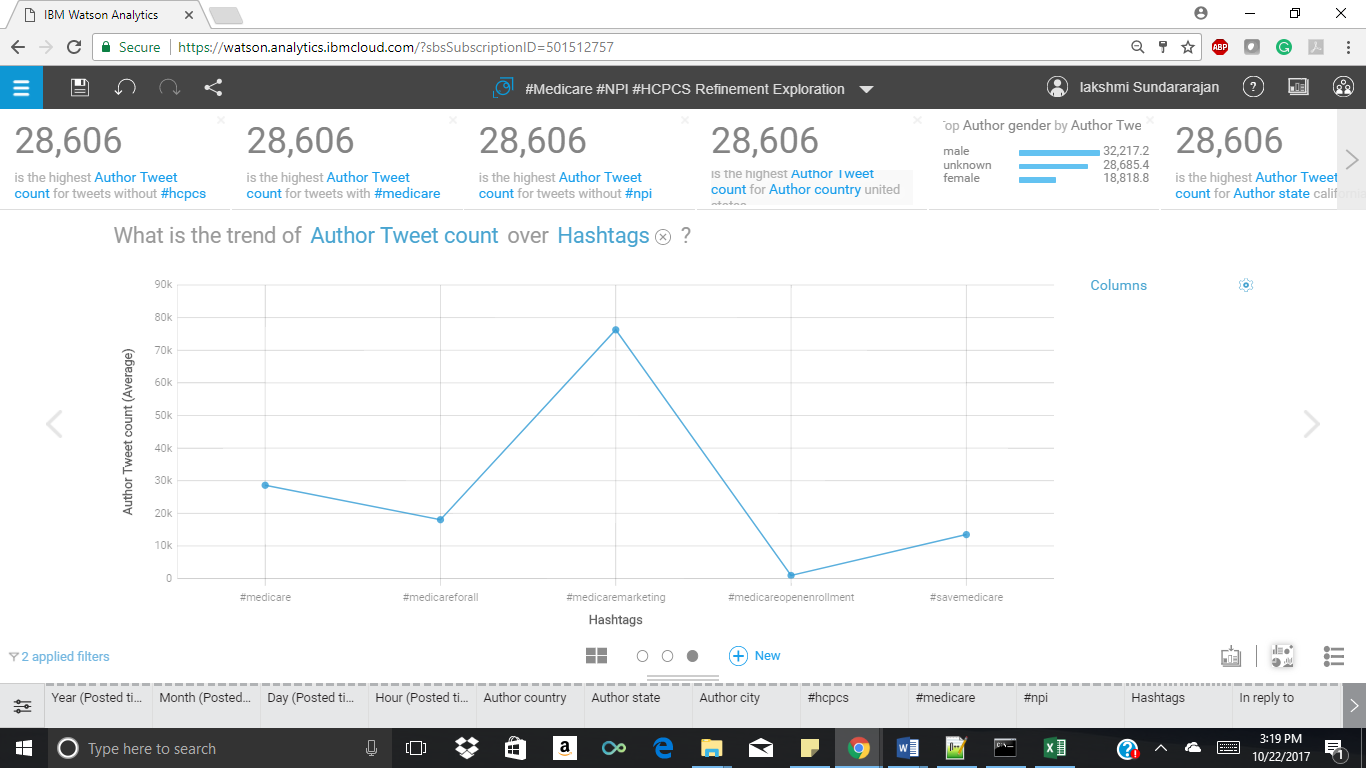 IBM Watson Analytics
Secure https://watson.analytics.ibmcloud.com/?sbsSubscriptionID=501512757
ABP
#Medicare #NPI #HCPCS Refinement Exploration
lakshmi Sundararajan
?
28,606
is the highest Author Tweet
count for tweets without #hcpcs
28,606
is the highest Author Tweet
count for tweets with #medicare
28,606
is the highest Author Tweet
count for tweets without #npi
28,606
is the highest Author Tweet
count for Author country united
states
Top Author gender by Author Twe
male 32,217.2
unknown 28,685.4
female 18,818.8
28,606
is the highest Author Tweet
count for Author state california
What is the trend of Author Tweet count over Hashtags ?
Columns
Author Tweet count (Average)
90k
80k
70k
60k
50k
40k
30k
20k
10k
0
#medicare #medicareforall #medicaremarketing #medicareopenenrollment #savemedicare
Hashtags
2 applied filters
New
Year (Posted ti... Month (Posted... Day (Posted ti... Hour (Posted ti... Author country Author state Author city #hcpcs #medicare #npi Hashtags In reply to
Type here to search
3:19 PM
10/22/2017
1